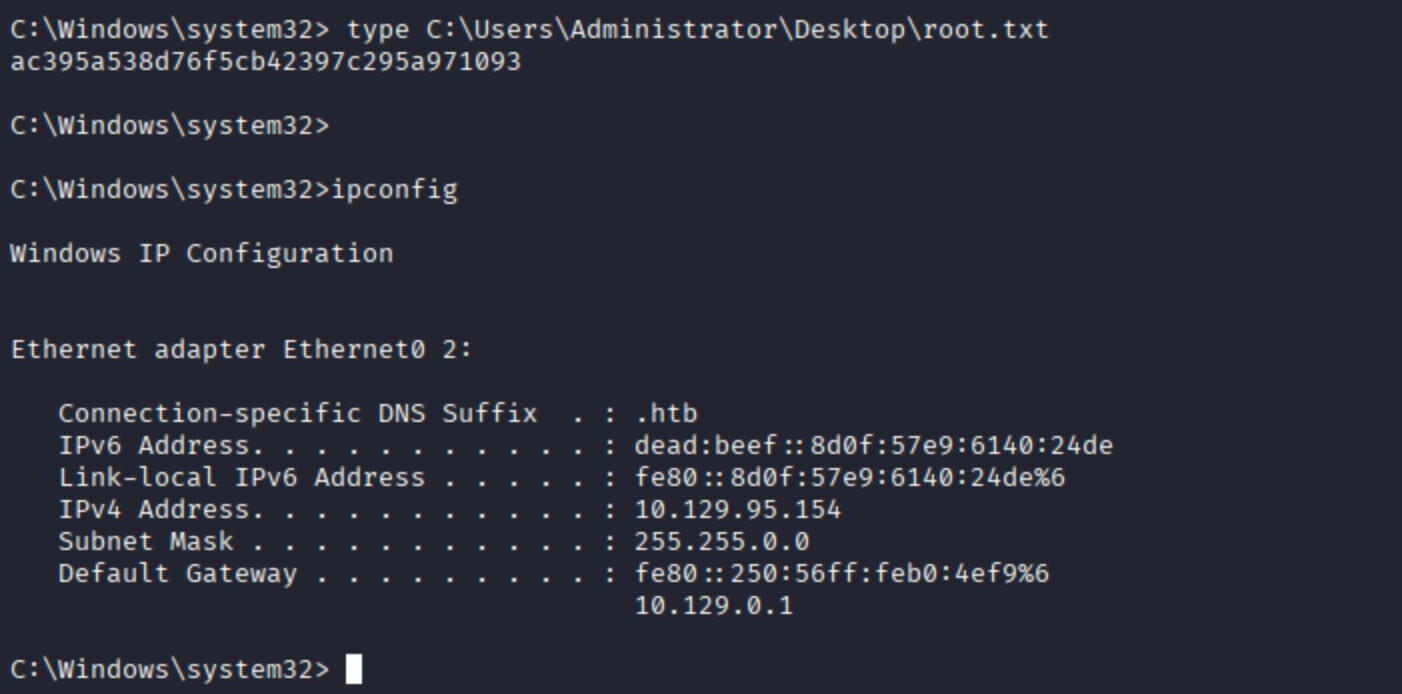 C:\Windows\system32> type C:\Users\Administrator\Desktop\root.txt
ac395a538d76f5cb42397c295a971093
C:\Windows\system32>
C:\Windows\system32>ipconfig
Windows IP Configuration
Ethernet adapter Ethernet0 2:
   Connection-specific DNS Suffix  . : .htb
   IPv6 Address. . . . . . . . . . . : dead:beef::8d0f:57e9:6140:24de
   Link-local IPv6 Address . . . . . : fe80::8d0f:57e9:6140:24de%6
   IPv4 Address. . . . . . . . . . . : 10.129.95.154
   Subnet Mask . . . . . . . . . . . : 255.255.0.0
   Default Gateway . . . . . . . . . : fe80::250:56ff:feb0:4ef9%6
                                       10.129.0.1
C:\Windows\system32>